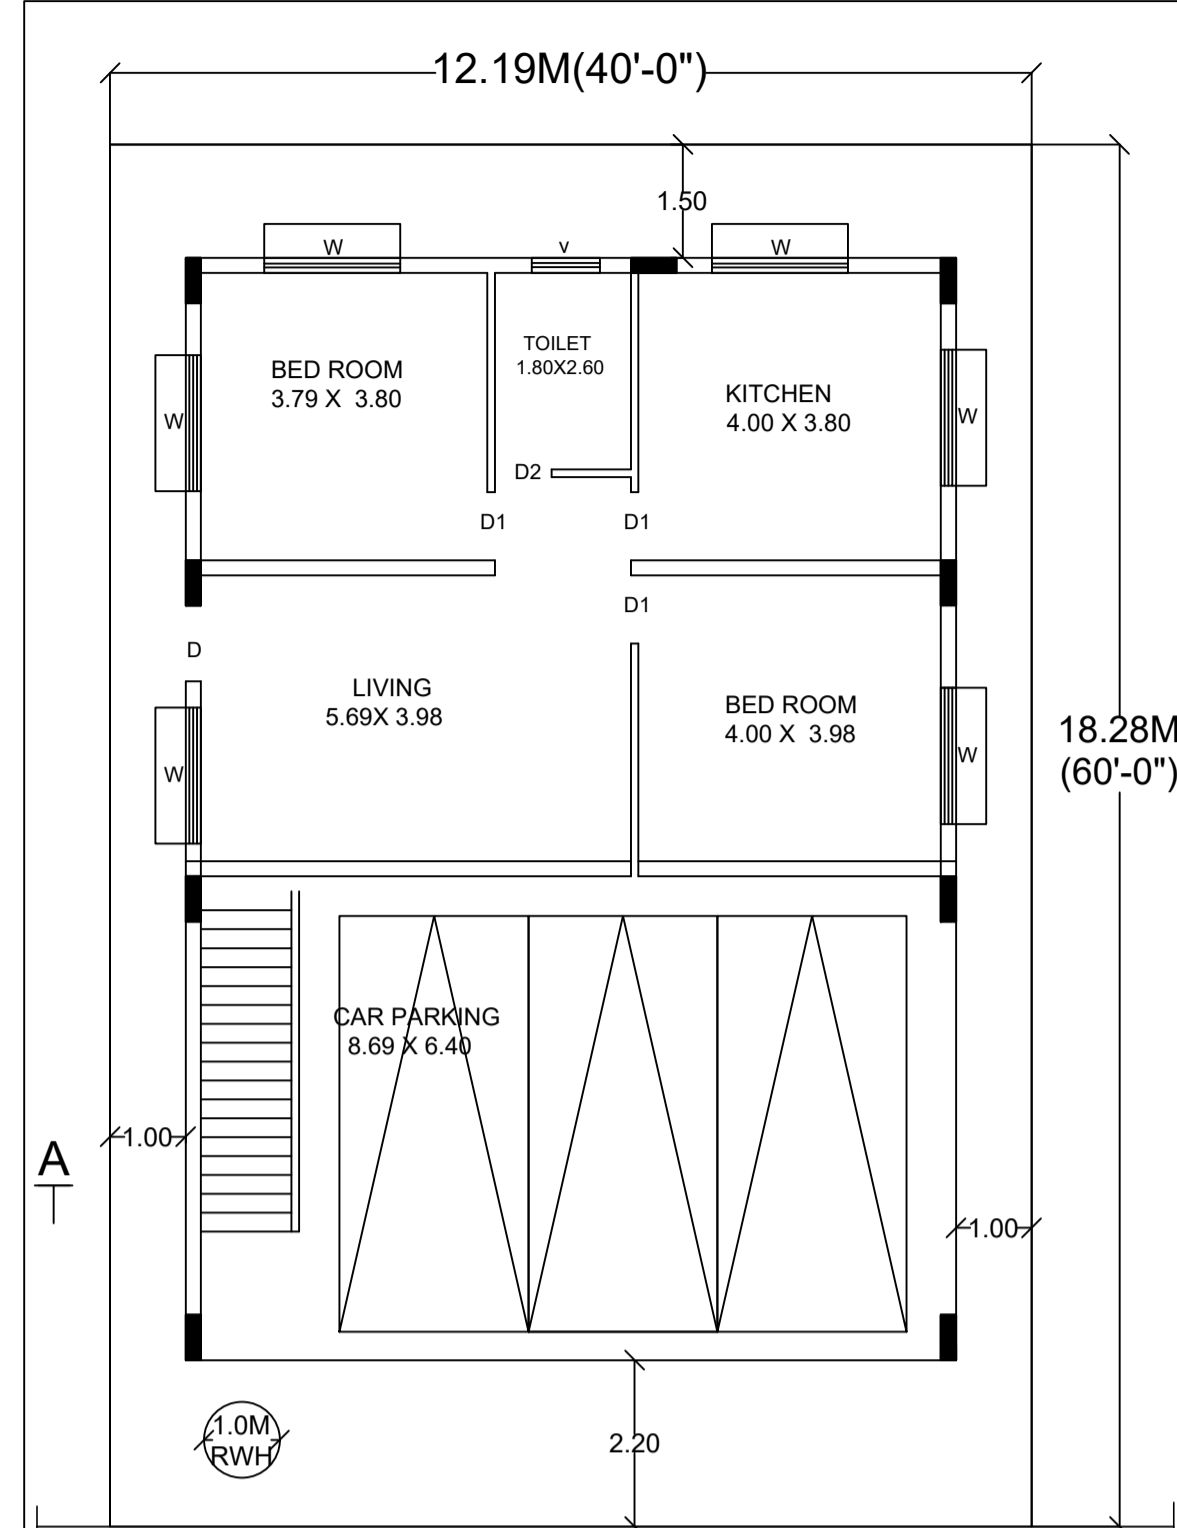 12.19M(40'-0")
1.50
W
v
W
BED ROOM
3.79 X 3.80
TOILET
1.80X2.60
KITCHEN
4.00 X 3.80
W
W
D2
D1
D1
D1
D
LIVING
5.69X 3.98
BED ROOM
4.00 X 3.98
W
W
18.28M
(60'-0")
CAR PARKING
8.69 X 6.40
1.00
A
1.00
1.0M
RWH
2.20